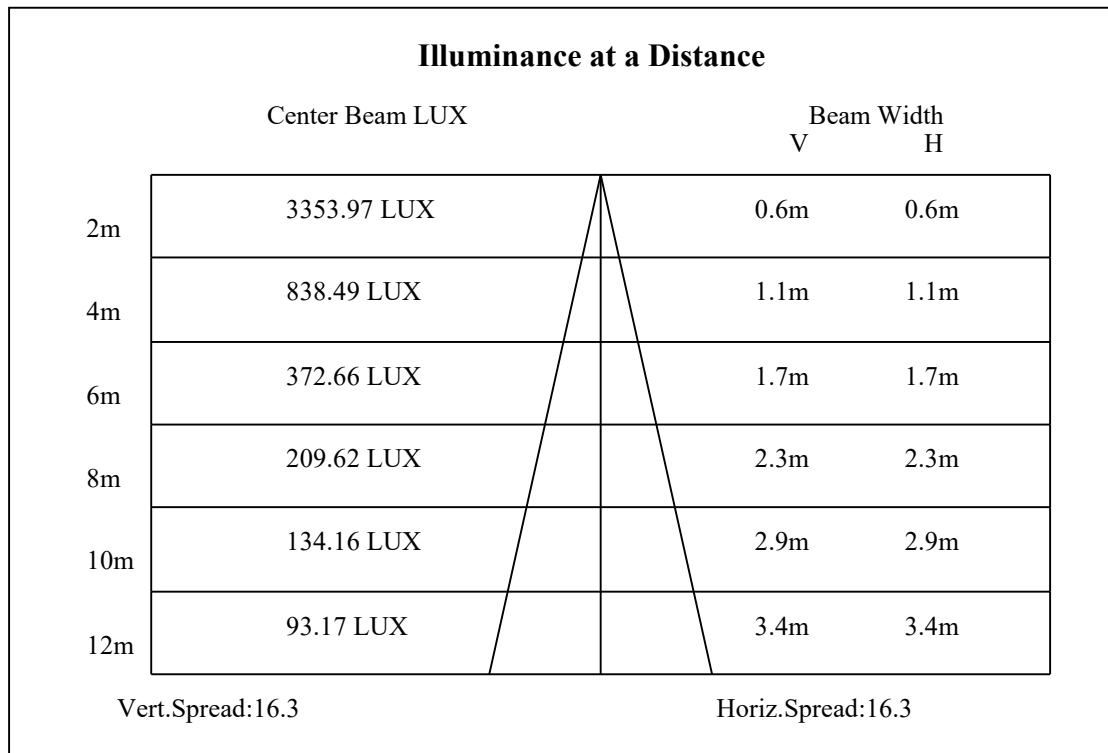 Illuminance at a Distance
Center Beam LUX Beam Width
V H
2m 3353.97 LUX 0.6m 0.6m
4m 838.49 LUX 1.1m 1.1m
6m 372.66 LUX 1.7m 1.7m
8m 209.62 LUX 2.3m 2.3m
10m 134.16 LUX 2.9m 2.9m
12m 93.17 LUX 3.4m 3.4m
Vert.Spread:16.3 Horiz.Spread:16.3